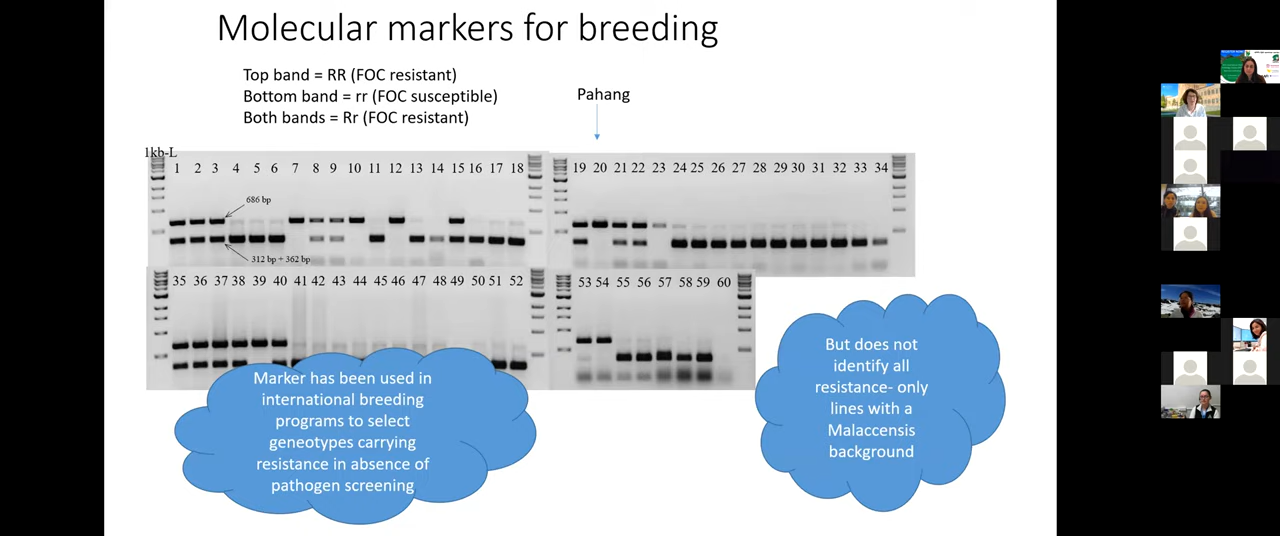 Molecular markers for breeding
Top band = RR (FOC resistant)
Bottom band = rr (FOC susceptible)
Both bands = Rr (FOC resistant)
Pahang
1kb-L
1 2 3 4 5 6 7 8 9 10 11 12 13 14 15 16 17 18
19 20 21 22 23 24 25 26 27 28 29 30 31 32 33 34
686 bp
312 bp + 362 bp
35 36 37 38 39 40 41 42 43 44 45 46 47 48 49 50 51 52
53 54 55 56 57 58 59 60
Marker has been used in
international breeding
programs to select
geneotypes carrying
resistance in absence of
pathogen screening
But does not
identify all
resistance- only
lines with a
Malaccensis
background